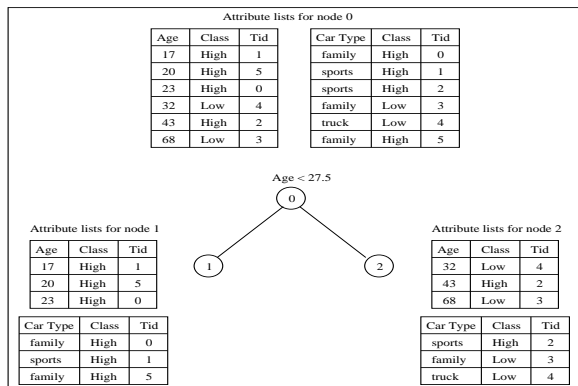 Attribute lists for node 0
Age Class Tid
17 High 1
20 High 5
23 High 0
32 Low 4
43 High 2
68 Low 3
Car Type Class Tid
family High 0
sports High 1
sports High 2
family Low 3
truck Low 4
family High 5
Age < 27.5
0
1
2
Attribute lists for node 1
Age Class Tid
17 High 1
20 High 5
23 High 0
Car Type Class Tid
family High 0
sports High 1
family High 5
Attribute lists for node 2
Age Class Tid
32 Low 4
43 High 2
68 Low 3
Car Type Class Tid
sports High 2
family Low 3
truck Low 4